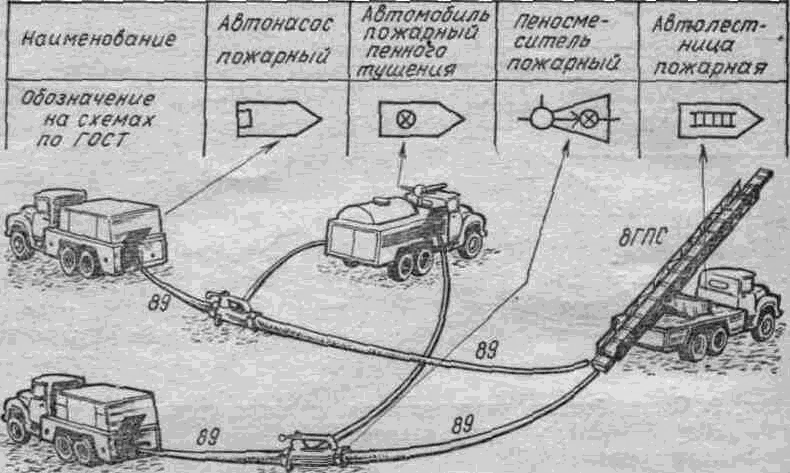 Наименование
Автонасос
пожарный
Автомобиль
пожарный
пенного
тушения
Пеносме-
ситель
пожарный
Автолест-
ница
пожарная
Обозначение
на схемах
по ГОСТ
8ГПС
89
89
89
89